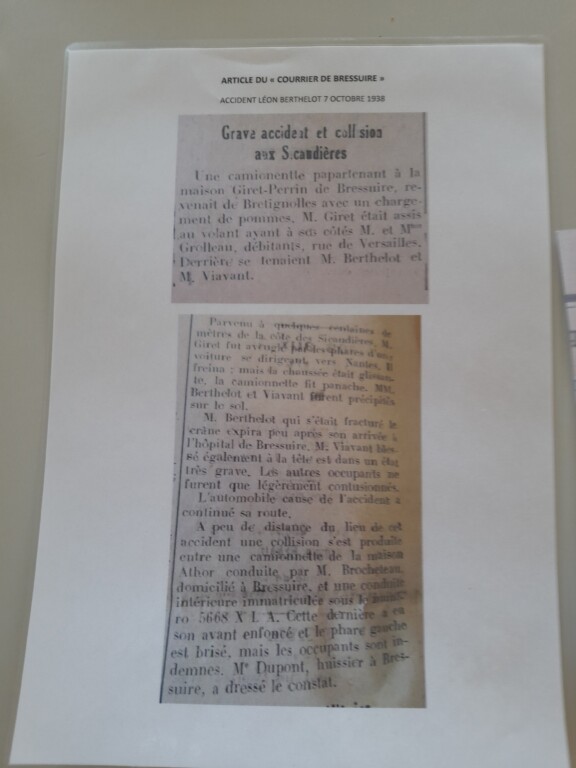 ARTICLE DU « COURRIER DE BRESSUIRE »
ACCIDENT LÉON BERTHELOT 7 OCTOBRE 1938
Grave accident et collision
aux Sicaudières
Une camionentte papartenant à la
maison Giret-Perrin de Bressuire, re-
venait de Bretignolles avec un charge-
ment de pommes. M. Giret était assis
au volant ayant à ses côtés M. et Mme
Grolleau, débitants, rue de Versailles.
Derrière se tenaient M. Berthelot et
M. Viavant.
Parvenu à quelques centaines de
mètres de la côte des Sicaudières, M.
Giret fut aveuglé par les phares d'une
voiture se dirigeant vers Nantes. Il
freina ; mais la chaussée était glissan-
te, la camionnette fit panache. MM.
Berthelot et Viavant furent précipités
sur le sol.
M. Berthelot qui s'était fracturé le
crâne expira peu après son arrivée à
l'hôpital de Bressuire. M. Viavant bles-
sé également à la tête est dans un état
très grave. Les autres occupants ne
furent que légèrement contusionnés.
L'automobile cause de l'accident a
continué sa route.
A peu de distance du lieu de cet
accident une collision s'est produite
entre une camionnette de la maison
Athor conduite par M. Brocheteau,
domicilié à Bressuire, et une conduite
intérieure immatriculée sous le numé-
ro 5668 X L A. Cette dernière a eu
son avant enfoncé et le phare gauche
est brisé, mais les occupants sont in-
demnes. Me Dupont, huissier à Bres-
suire, a dressé le constat.